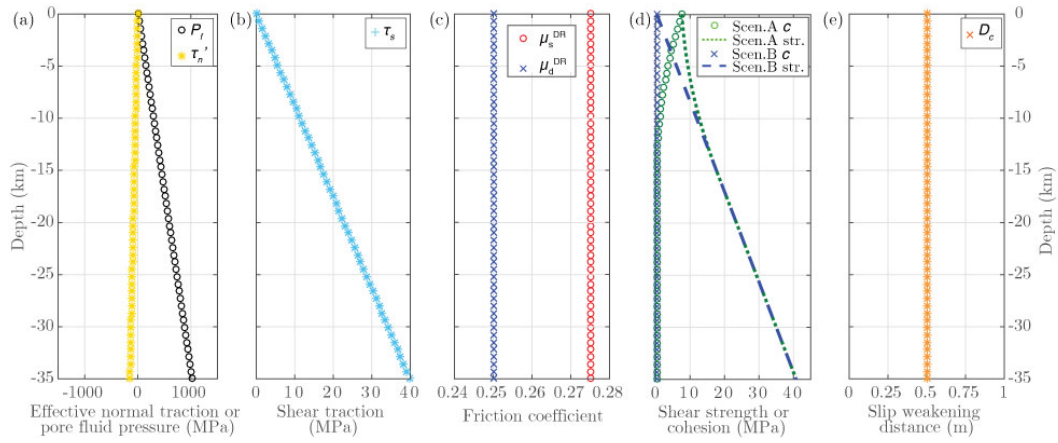 (a)
P_f
τ_n'
0
-5
-10
-15
-20
-25
-30
-35
Depth (km)
-1000
0
1000
Effective normal traction or
pore fluid pressure (MPa)
(b)
τ_s
0
10
20
30
40
Shear traction
(MPa)
(c)
μ_s^DR
μ_d^DR
0.24
0.25
0.26
0.27
0.28
Friction coefficient
(d)
Scen.A c
Scen.A str.
Scen.B c
Scen.B str.
0
10
20
30
40
Shear strength or
cohesion (MPa)
(e)
D_c
0
-5
-10
-15
-20
-25
-30
-35
Depth (km)
0
0.25
0.5
0.75
1
Slip weakening
distance (m)